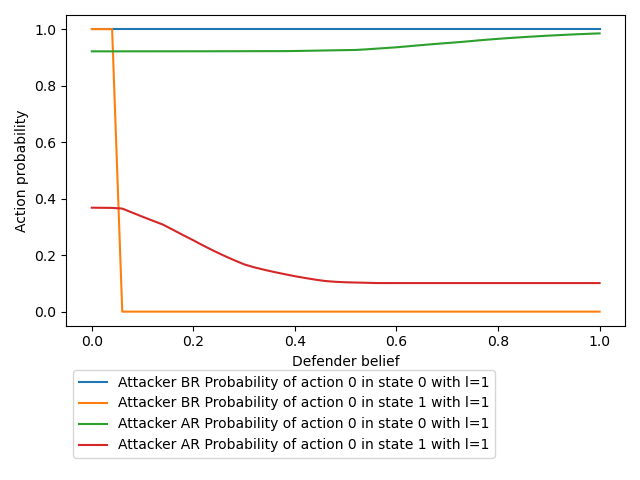 1.0
0.8
0.6
0.4
0.2
0.0
Action probability
0.0 0.2 0.4 0.6 0.8 1.0
Defender belief
Attacker BR Probability of action 0 in state 0 with l=1
Attacker BR Probability of action 0 in state 1 with l=1
Attacker AR Probability of action 0 in state 0 with l=1
Attacker AR Probability of action 0 in state 1 with l=1